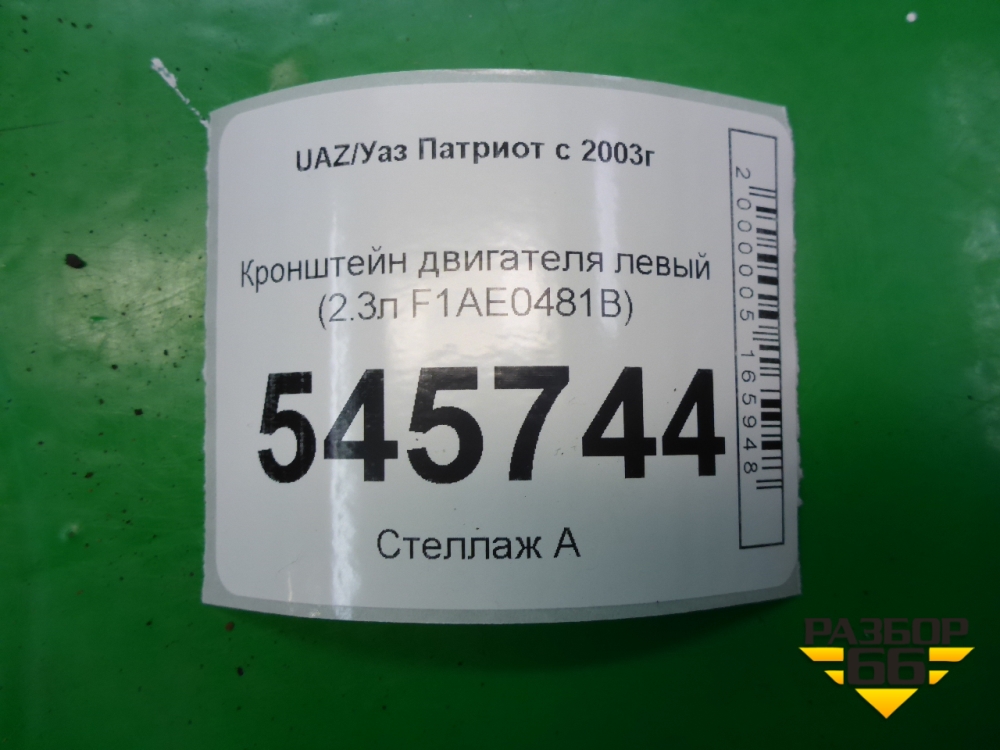 UAZ/Уаз Патриот с 2003г
Кронштейн двигателя левый
(2.3л F1AE0481B)
545744
Стеллаж А
2000005165948
РАЗБОР
66